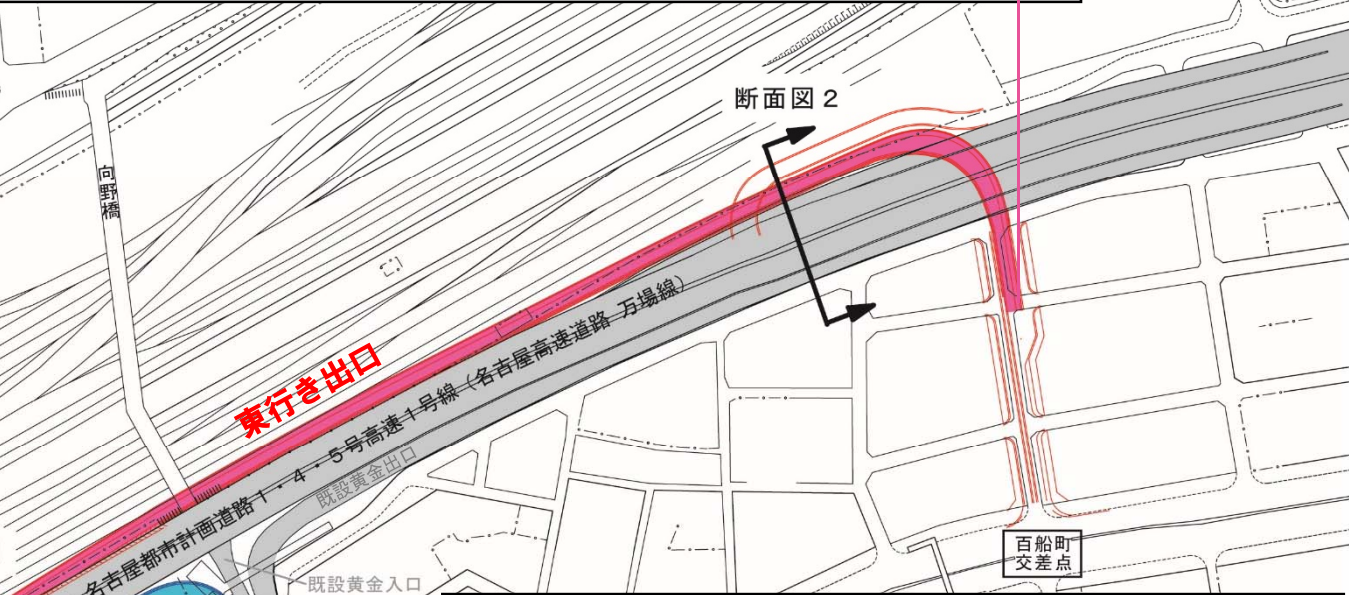 断面図2
向野橋
東行き出口
名古屋都市計画道路1・4・5号高速1号線(名古屋高速道路 万場線)
既設黄金出口
既設黄金入口
百船町
交差点